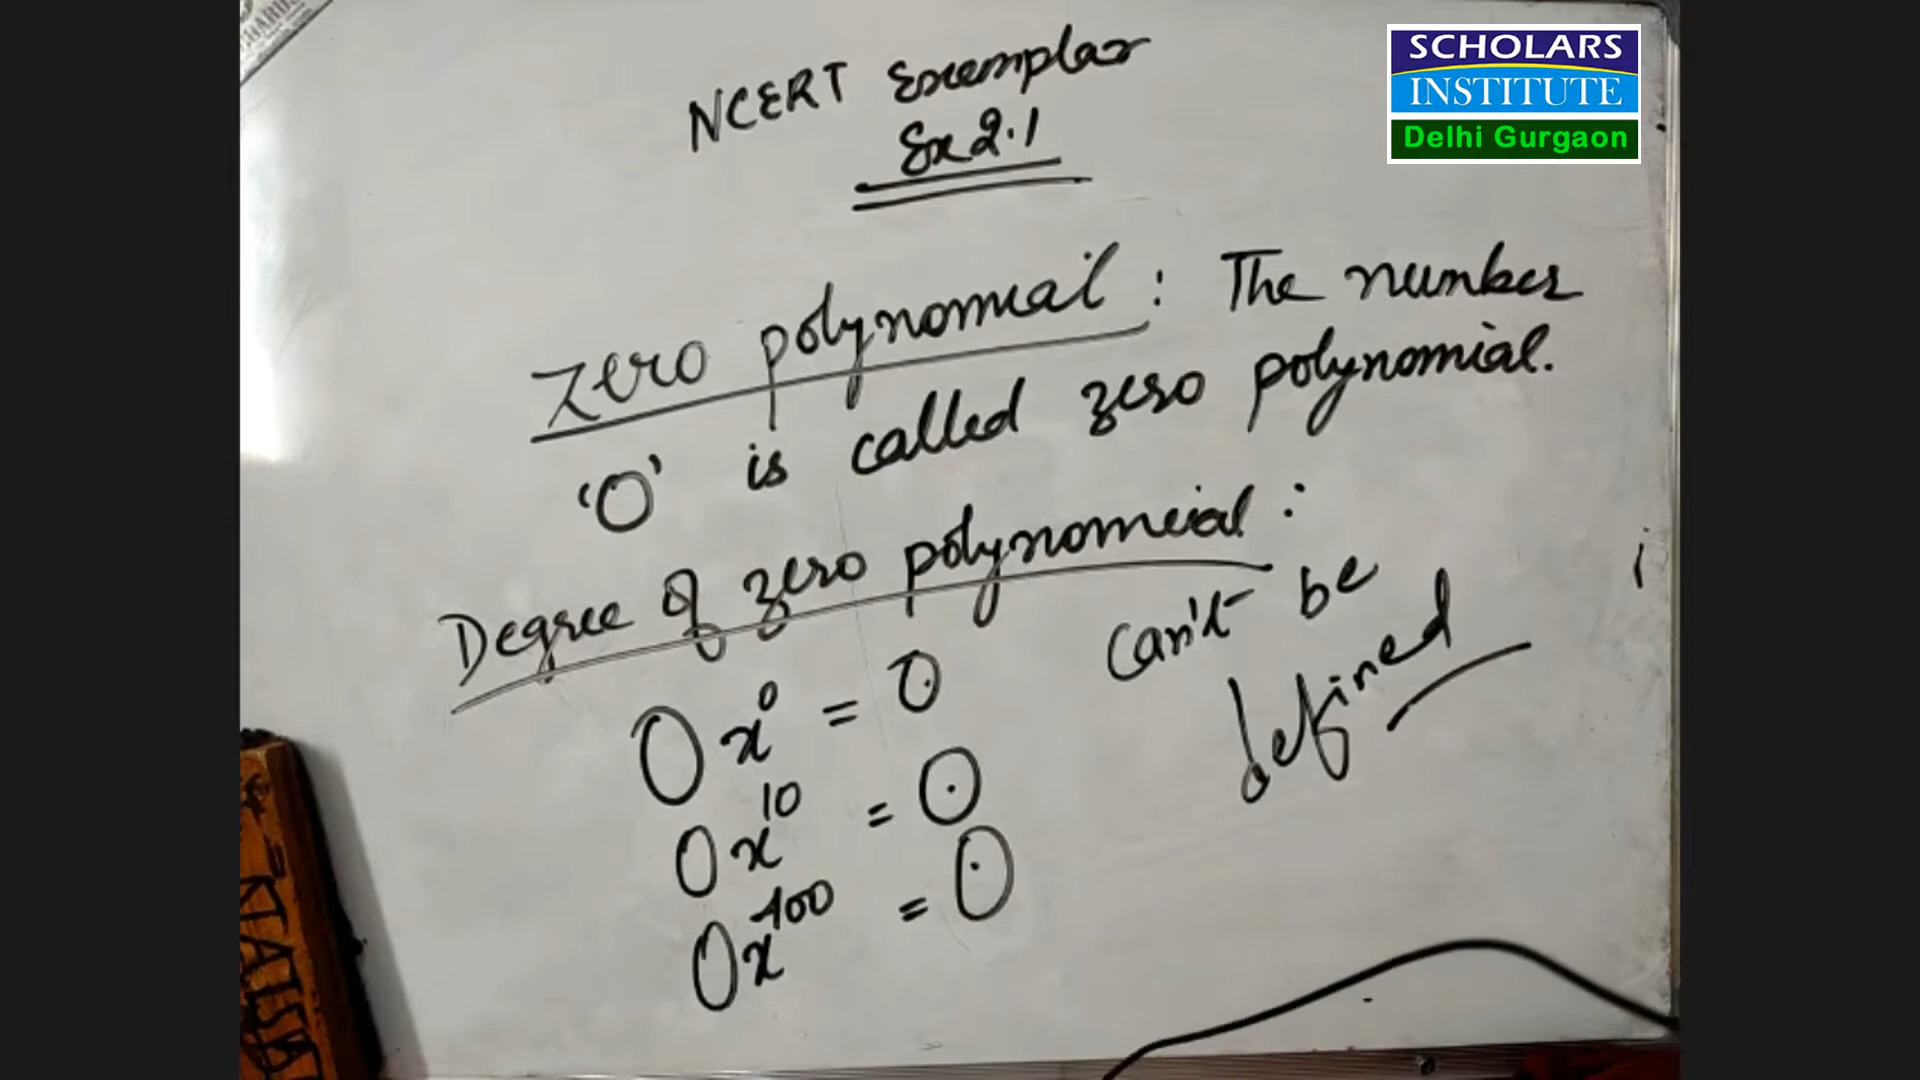 NCERT Exemplar
Ex 2.1
SCHOLARS
INSTITUTE
Delhi Gurgaon
Zero polynomial : The number
'0' is called zero polynomial.
Degree of zero polynomial :
can't be
defined
0x⁰ = 0
0x¹⁰ = 0
0x¹⁰⁰ = 0